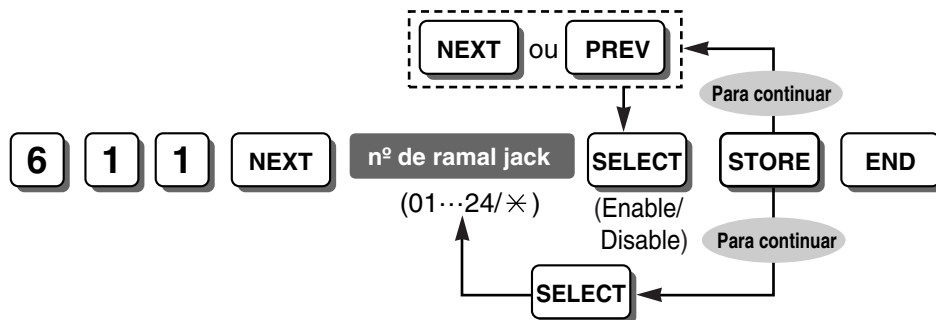 NEXT ou PREV
Para continuar
6 1 1 NEXT nº de ramal jack SELECT STORE END
(01···24/✳) (Enable/
Disable) Para continuar
SELECT